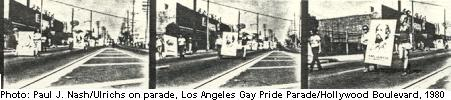 Photo: Paul J. Nash/Ulrichs on parade, Los Angeles Gay Pride Parade/Hollywood Boulevard, 1980